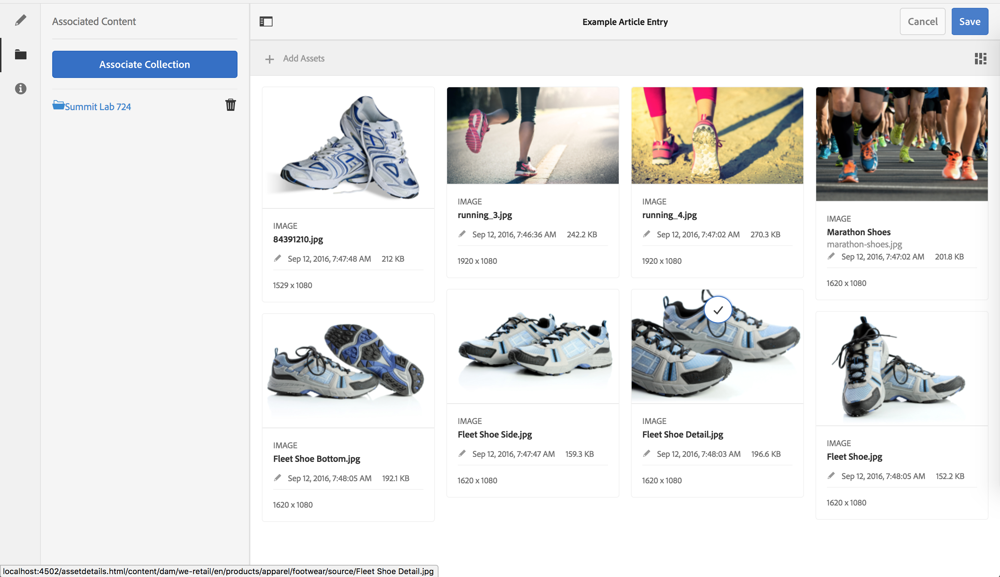 Associated Content
Example Article Entry
Cancel
Save
Associate Collection
Add Assets
Summit Lab 724
IMAGE
84391210.jpg
Sep 12, 2016, 7:47:48 AM 212 KB
1529 x 1080
IMAGE
running_3.jpg
Sep 12, 2016, 7:46:36 AM 242.2 KB
1920 x 1080
IMAGE
running_4.jpg
Sep 12, 2016, 7:47:02 AM 270.3 KB
1920 x 1080
IMAGE
Marathon Shoes
marathon-shoes.jpg
Sep 12, 2016, 7:47:02 AM 201.8 KB
1620 x 1080
IMAGE
Fleet Shoe Bottom.jpg
Sep 12, 2016, 7:48:05 AM 192.1 KB
1620 x 1080
IMAGE
Fleet Shoe Side.jpg
Sep 12, 2016, 7:47:47 AM 159.3 KB
1620 x 1080
IMAGE
Fleet Shoe Detail.jpg
Sep 12, 2016, 7:48:03 AM 196.6 KB
1620 x 1080
IMAGE
Fleet Shoe.jpg
Sep 12, 2016, 7:48:05 AM 152.2 KB
1620 x 1080
localhost:4502/assetdetails.html/content/dam/we-retail/en/products/apparel/footwear/source/Fleet Shoe Detail.jpg